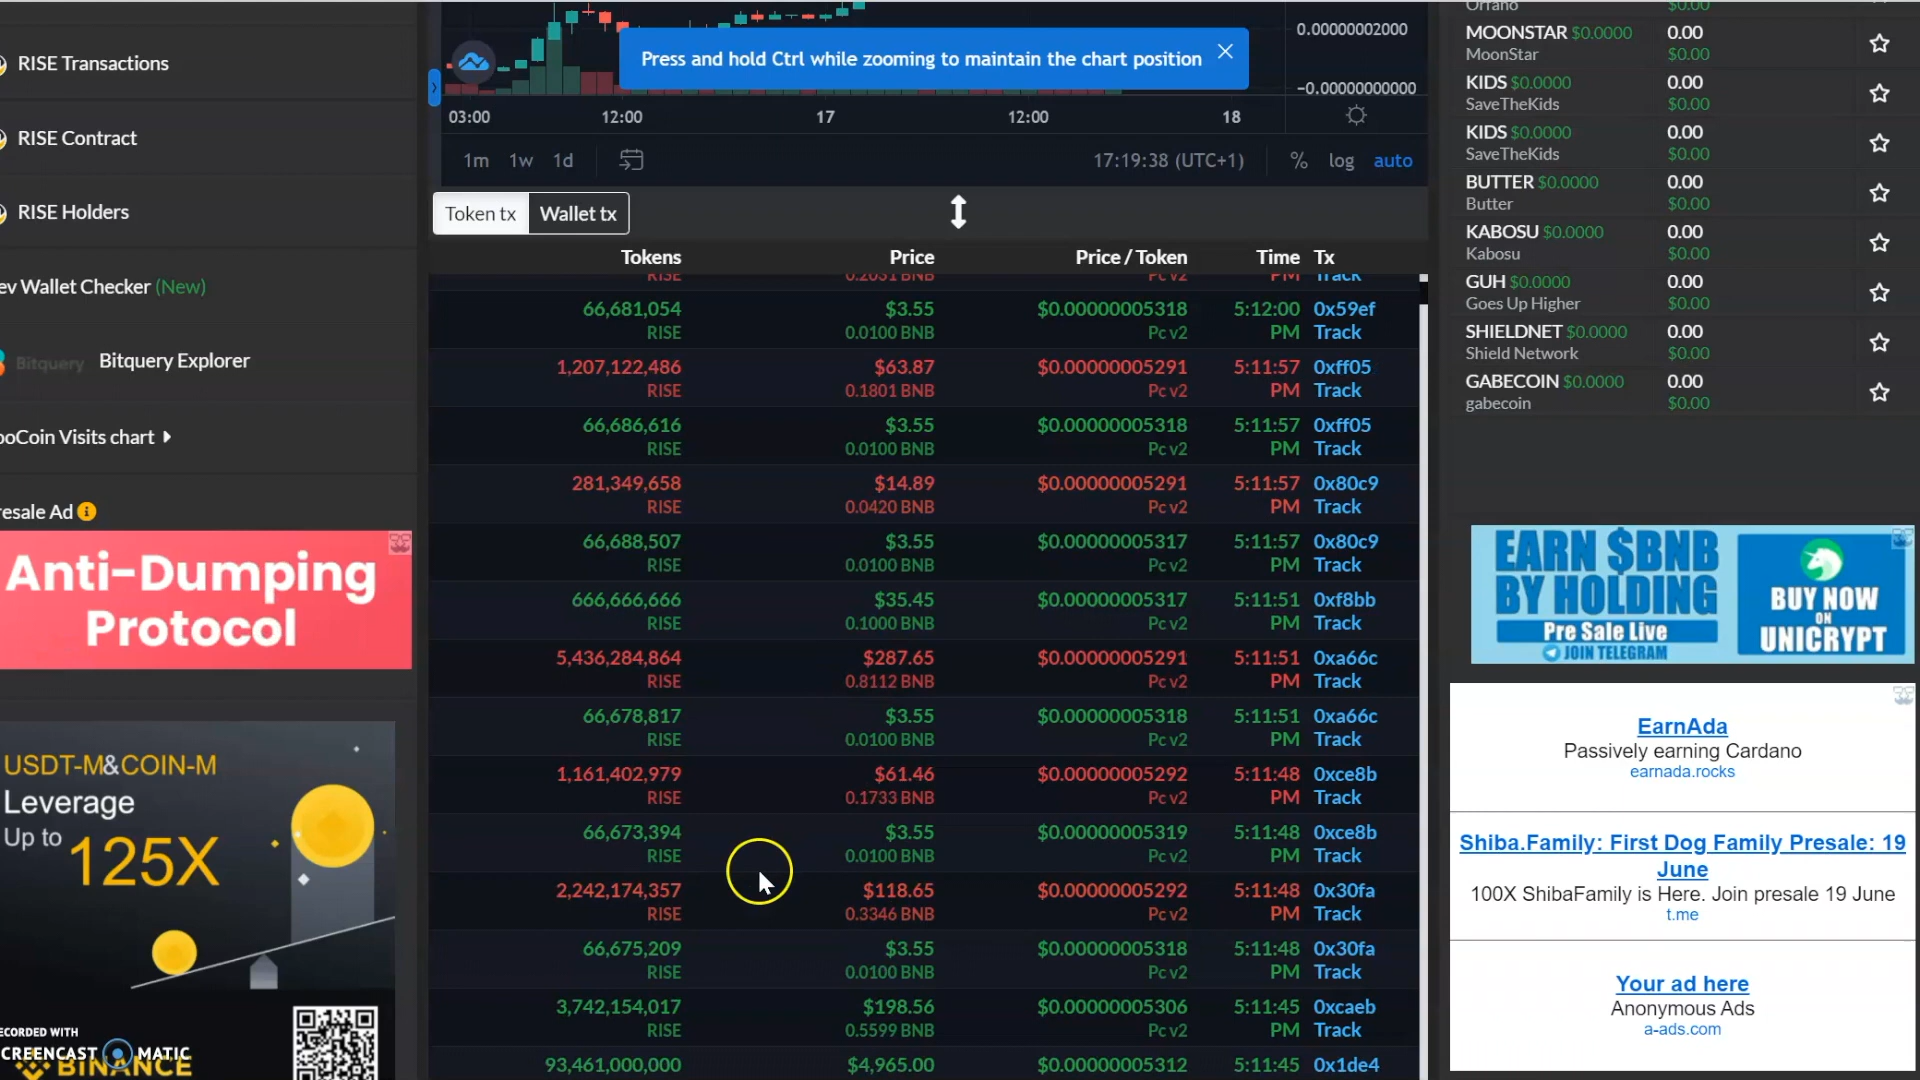 RISE Transactions
RISE Contract
RISE Holders
ev Wallet Checker (New)
Bitquery Bitquery Explorer
ooCoin Visits chart
resale Ad
Anti-Dumping
Protocol
USDT-M&COIN-M
Leverage
Up to 125X
ECORDED WITH
CREENCAST MATIC
BINANCE
Press and hold Ctrl while zooming to maintain the chart position
0.00000002000
-0.00000000000
03:00 12:00 17 12:00 18
1m 1w 1d 17:19:38 (UTC+1) % log auto
Token tx Wallet tx
Tokens Price Price / Token Time Tx
RISE 0.2031 BNB Pc v2 PM Track
66,681,054 $3.55 $0.00000005318 5:12:00 0x59ef
RISE 0.0100 BNB Pc v2 PM Track
1,207,122,486 $63.87 $0.00000005291 5:11:57 0xff05
RISE 0.1801 BNB Pc v2 PM Track
66,686,616 $3.55 $0.00000005318 5:11:57 0xff05
RISE 0.0100 BNB Pc v2 PM Track
281,349,658 $14.89 $0.00000005291 5:11:57 0x80c9
RISE 0.0420 BNB Pc v2 PM Track
66,688,507 $3.55 $0.00000005317 5:11:57 0x80c9
RISE 0.0100 BNB Pc v2 PM Track
666,666,666 $35.45 $0.00000005317 5:11:51 0xf8bb
RISE 0.1000 BNB Pc v2 PM Track
5,436,284,864 $287.65 $0.00000005291 5:11:51 0xa66c
RISE 0.8112 BNB Pc v2 PM Track
66,678,817 $3.55 $0.00000005318 5:11:51 0xa66c
RISE 0.0100 BNB Pc v2 PM Track
1,161,402,979 $61.46 $0.00000005292 5:11:48 0xce8b
RISE 0.1733 BNB Pc v2 PM Track
66,673,394 $3.55 $0.00000005319 5:11:48 0xce8b
RISE 0.0100 BNB Pc v2 PM Track
2,242,174,357 $118.65 $0.00000005292 5:11:48 0x30fa
RISE 0.3346 BNB Pc v2 PM Track
66,675,209 $3.55 $0.00000005318 5:11:48 0x30fa
RISE 0.0100 BNB Pc v2 PM Track
3,742,154,017 $198.56 $0.00000005306 5:11:45 0xcaeb
RISE 0.5599 BNB Pc v2 PM Track
93,461,000,000 $4,965.00 $0.00000005312 5:11:45 0x1de4
Orfano $0.00
MOONSTAR $0.0000 0.00
MoonStar $0.00
KIDS $0.0000 0.00
SaveTheKids $0.00
KIDS $0.0000 0.00
SaveTheKids $0.00
BUTTER $0.0000 0.00
Butter $0.00
KABOSU $0.0000 0.00
Kabosu $0.00
GUH $0.0000 0.00
Goes Up Higher $0.00
SHIELDNET $0.0000 0.00
Shield Network $0.00
GABECOIN $0.0000 0.00
gabecoin $0.00
EARN $BNB
BY HOLDING
Pre Sale Live
JOIN TELEGRAM
BUY NOW
ON
UNICRYPT
EarnAda
Passively earning Cardano
earnada.rocks
Shiba.Family: First Dog Family Presale: 19
June
100X ShibaFamily is Here. Join presale 19 June
t.me
Your ad here
Anonymous Ads
a-ads.com